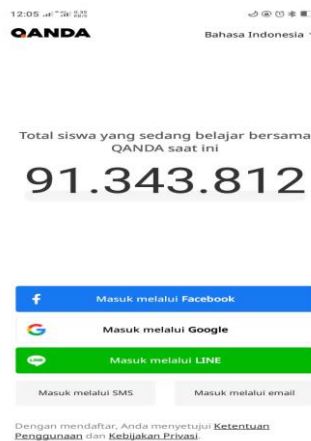 12:05
QANDA
Bahasa Indonesia
Total siswa yang sedang belajar bersama
QANDA saat ini
91.343.812
Masuk melalui Facebook
Masuk melalui Google
Masuk melalui LINE
Masuk melalui SMS
Masuk melalui email
Dengan mendaftar, Anda menyetujui Ketentuan
Penggunaan dan Kebijakan Privasi.